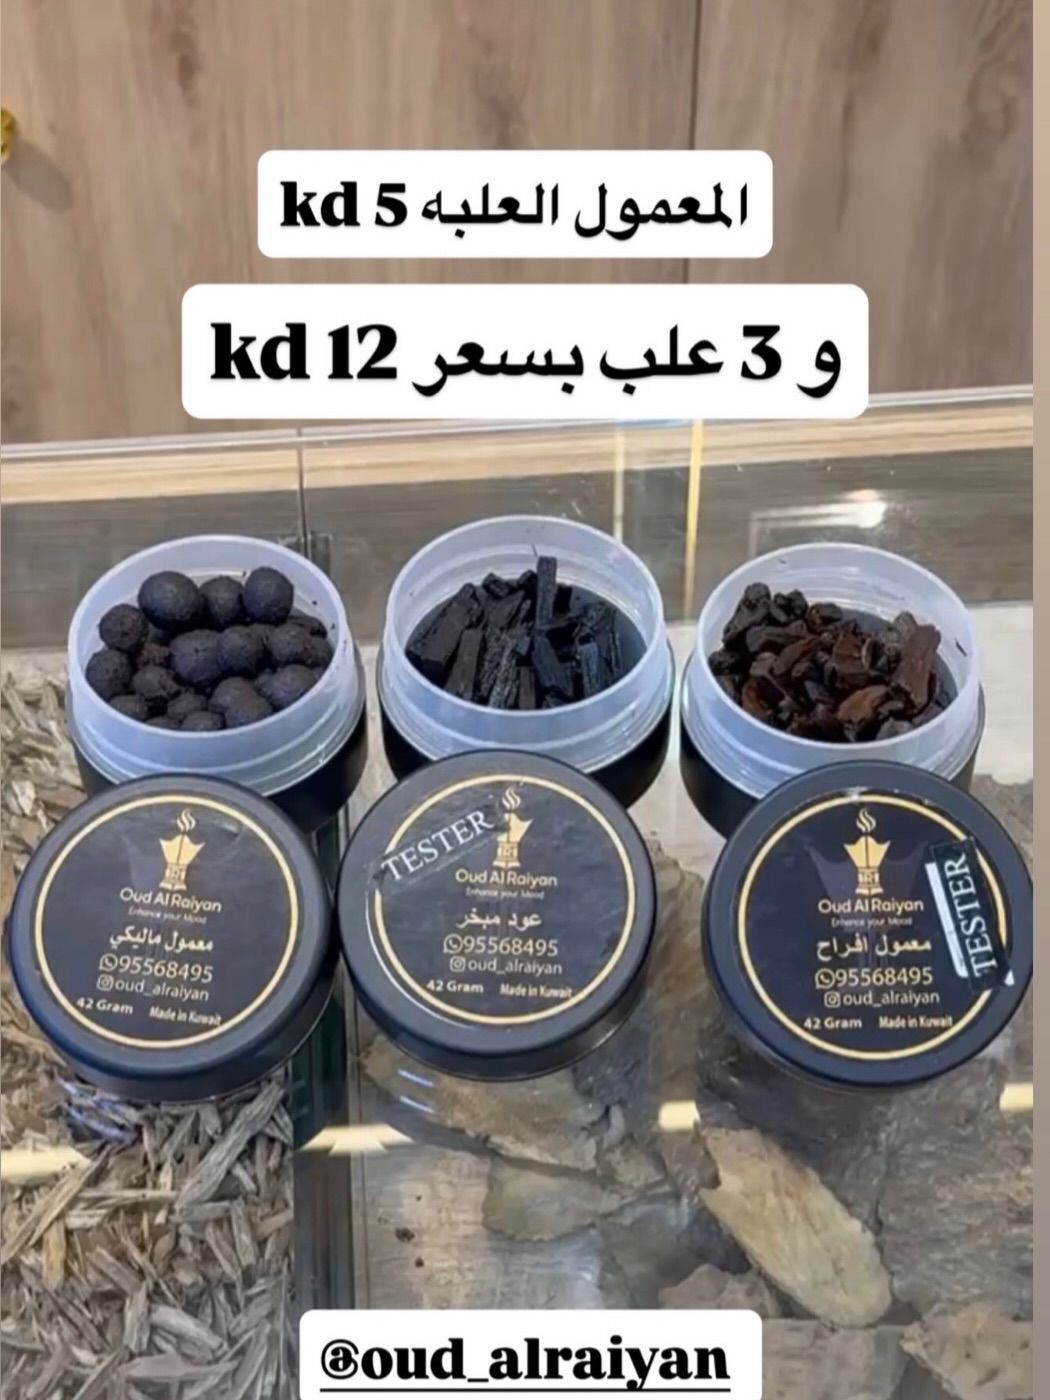 المعمول العلبه 5 kd
و 3 علب بسعر 12 kd
Oud Al Raiyan
Enhance your Mood
معمول ماليكي
95568495
oud_alraiyan
42 Gram Made in Kuwait
TESTER
Oud Al Raiyan
Enhance your Mood
عود مبخر
95568495
oud_alraiyan
42 Gram Made in Kuwait
TESTER
Oud Al Raiyan
Enhance your Mood
معمول افراح
95568495
oud_alraiyan
42 Gram Made in Kuwait
@oud_alraiyan